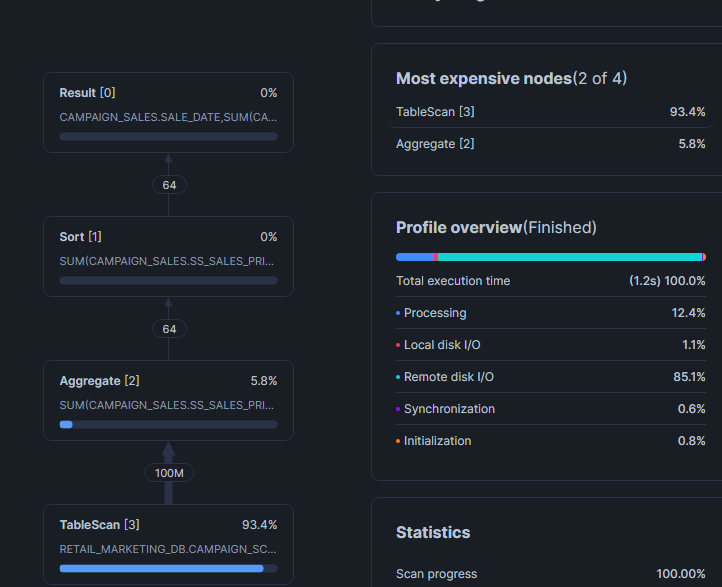 Result [0] 0%
CAMPAIGN_SALES.SALE_DATE,SUM(CA...
64
Sort [1] 0%
SUM(CAMPAIGN_SALES.SS_SALES_PRI...
64
Aggregate [2] 5.8%
SUM(CAMPAIGN_SALES.SS_SALES_PRI...
100M
TableScan [3] 93.4%
RETAIL_MARKETING_DB.CAMPAIGN_SC...
Most expensive nodes(2 of 4)
TableScan [3] 93.4%
Aggregate [2] 5.8%
Profile overview(Finished)
Total execution time (1.2s) 100.0%
Processing 12.4%
Local disk I/O 1.1%
Remote disk I/O 85.1%
Synchronization 0.6%
Initialization 0.8%
Statistics
Scan progress 100.00%